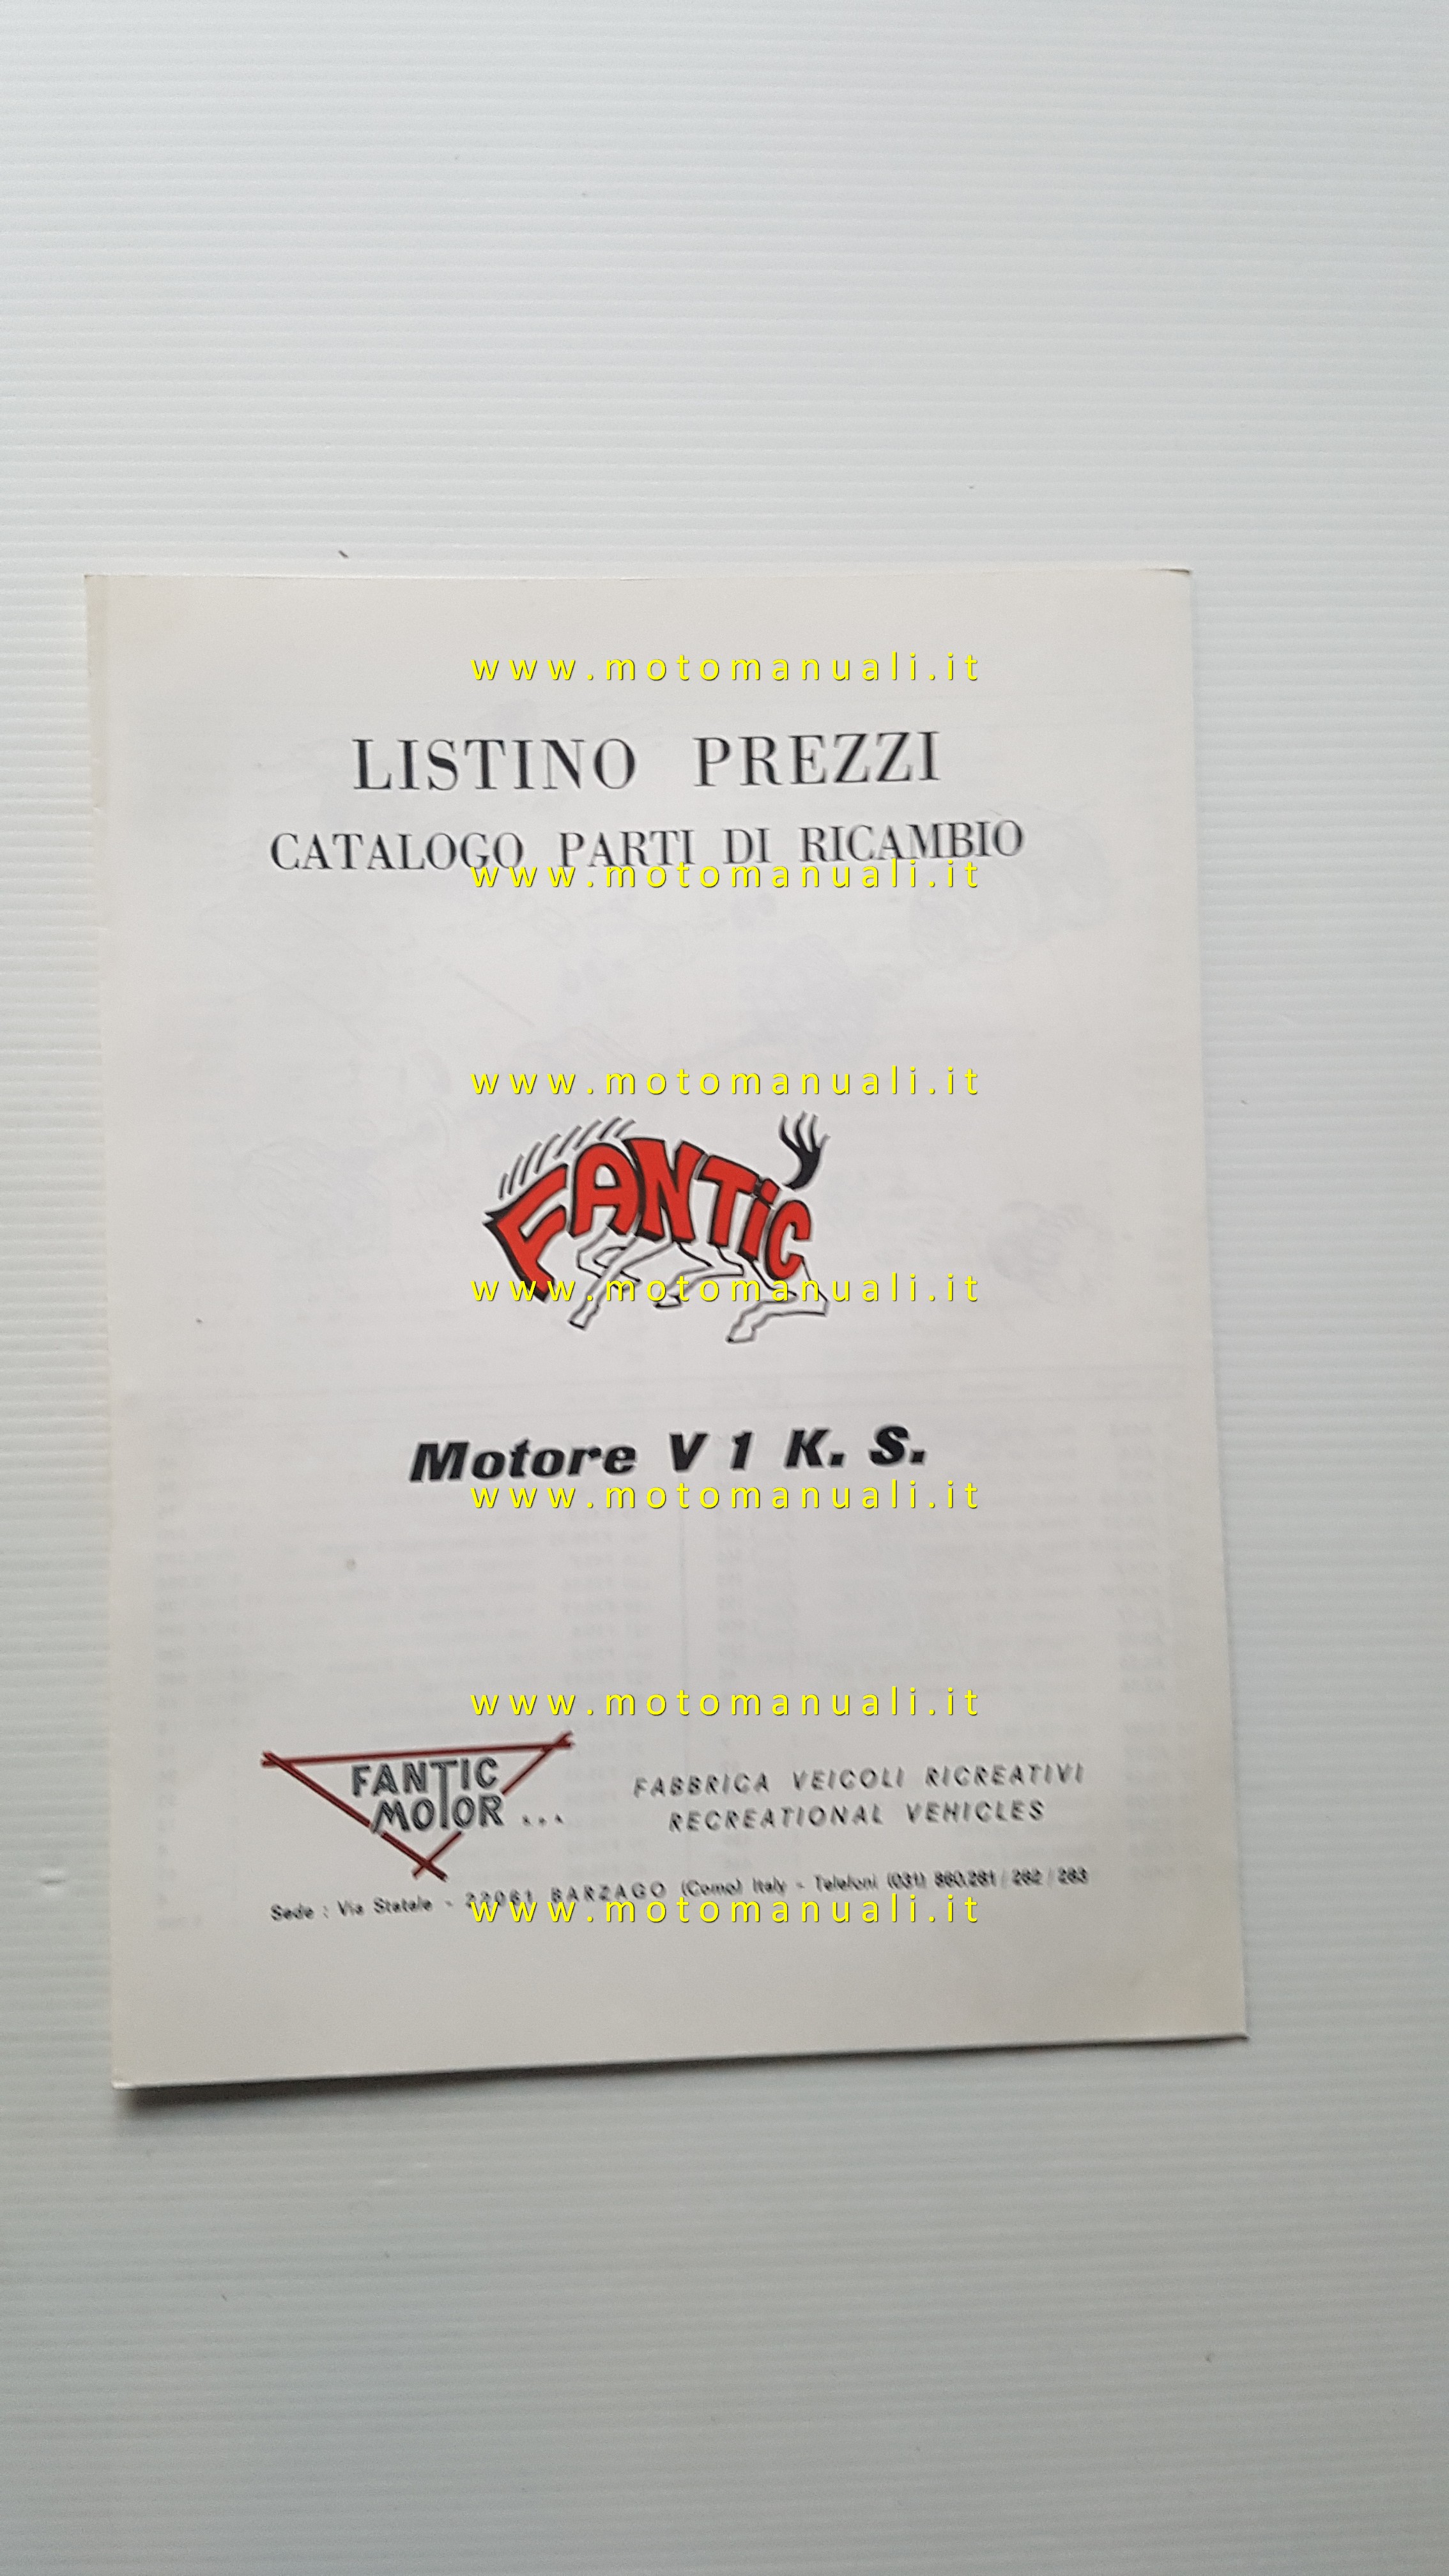 www.motomanuali.it
LISTINO PREZZI
CATALOGO PARTI DI RICAMBIO
www.motomanuali.it
www.motomanuali.it
FANTiC
www.motomanuali.it
Motore V 1 K. S.
www.motomanuali.it
www.motomanuali.it
FANTIC
MOTOR...
FABBRICA VEICOLI RICREATIVI
RECREATIONAL VEHICLES
Sede : Via Statale - 22061 BARZAGO (Como) Italy - Telefoni (031) 860.281 / 282 / 283
www.motomanuali.it